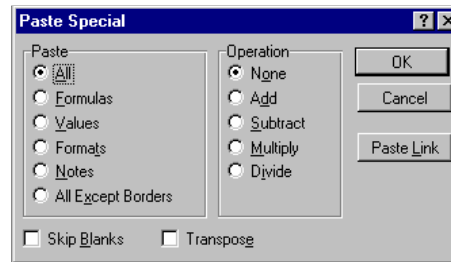 Paste Special
Paste Operation
All None OK
Formulas Add Cancel
Values Subtract
Formats Multiply Paste Link
Notes Divide
All Except Borders
Skip Blanks Transpose